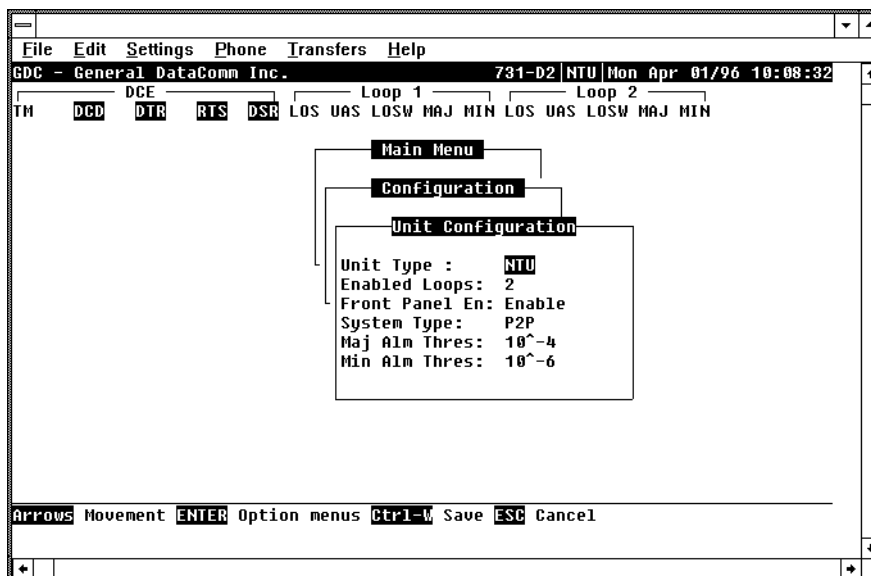 File Edit Settings Phone Transfers Help
GDC - General DataComm Inc. 731-D2|NTU|Mon Apr 01/96 10:08:32
DCE Loop 1 Loop 2
TM DCD DTR RTS DSR LOS UAS LOSW MAJ MIN LOS UAS LOSW MAJ MIN
Main Menu
Configuration
Unit Configuration
Unit Type : NTU
Enabled Loops: 2
Front Panel En: Enable
System Type: P2P
Maj Alm Thres: 10^-4
Min Alm Thres: 10^-6
Arrows Movement ENTER Option menus Ctrl-W Save ESC Cancel